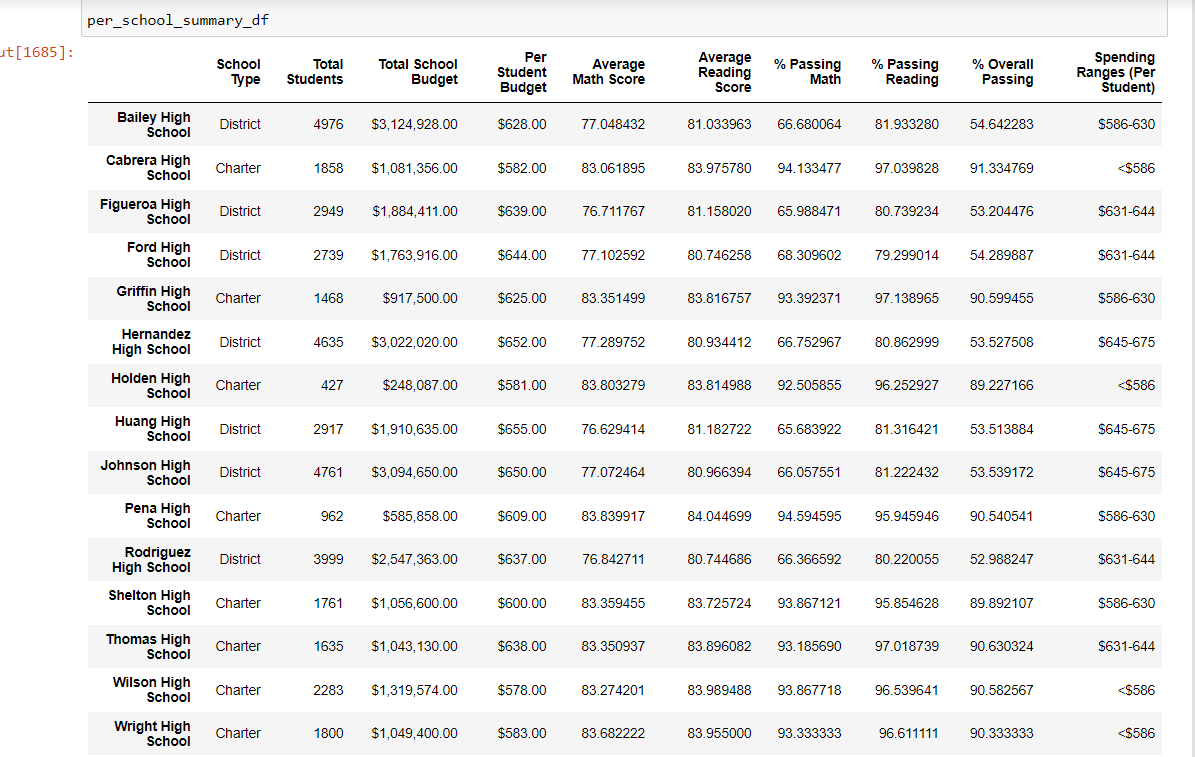 per_school_summary_df
ut[1685]:
School Type Total Students Total School Budget Per Student Budget Average Math Score Average Reading Score % Passing Math % Passing Reading % Overall Passing Spending Ranges (Per Student)
Bailey High School District 4976 $3,124,928.00 $628.00 77.048432 81.033963 66.680064 81.933280 54.642283 $586-630
Cabrera High School Charter 1858 $1,081,356.00 $582.00 83.061895 83.975780 94.133477 97.039828 91.334769 <$586
Figueroa High School District 2949 $1,884,411.00 $639.00 76.711767 81.158020 65.988471 80.739234 53.204476 $631-644
Ford High School District 2739 $1,763,916.00 $644.00 77.102592 80.746258 68.309602 79.299014 54.289887 $631-644
Griffin High School Charter 1468 $917,500.00 $625.00 83.351499 83.816757 93.392371 97.138965 90.599455 $586-630
Hernandez High School District 4635 $3,022,020.00 $652.00 77.289752 80.934412 66.752967 80.862999 53.527508 $645-675
Holden High School Charter 427 $248,087.00 $581.00 83.803279 83.814988 92.505855 96.252927 89.227166 <$586
Huang High School District 2917 $1,910,635.00 $655.00 76.629414 81.182722 65.683922 81.316421 53.513884 $645-675
Johnson High School District 4761 $3,094,650.00 $650.00 77.072464 80.966394 66.057551 81.222432 53.539172 $645-675
Pena High School Charter 962 $585,858.00 $609.00 83.839917 84.044699 94.594595 95.945946 90.540541 $586-630
Rodriguez High School District 3999 $2,547,363.00 $637.00 76.842711 80.744686 66.366592 80.220055 52.988247 $631-644
Shelton High School Charter 1761 $1,056,600.00 $600.00 83.359455 83.725724 93.867121 95.854628 89.892107 $586-630
Thomas High School Charter 1635 $1,043,130.00 $638.00 83.350937 83.896082 93.185690 97.018739 90.630324 $631-644
Wilson High School Charter 2283 $1,319,574.00 $578.00 83.274201 83.989488 93.867718 96.539641 90.582567 <$586
Wright High School Charter 1800 $1,049,400.00 $583.00 83.682222 83.955000 93.333333 96.611111 90.333333 <$586